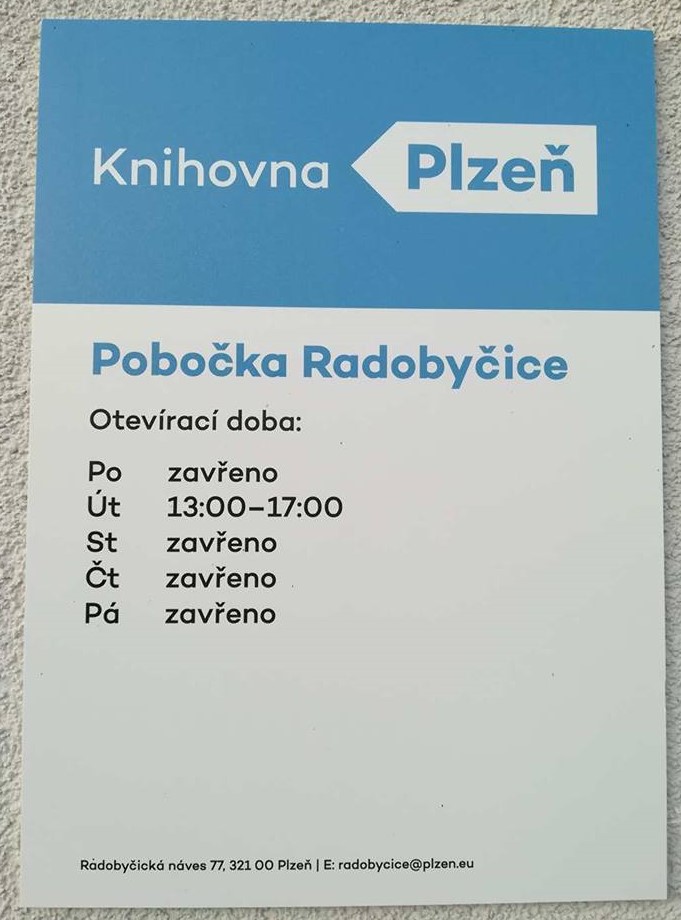 Knihovna Plzeň
Pobočka Radobyčice
Otevírací doba:
Po zavřeno
Út 13:00–17:00
St zavřeno
Čt zavřeno
Pá zavřeno
Radobyčická náves 77, 321 00 Plzeň | E: radobycice@plzen.eu